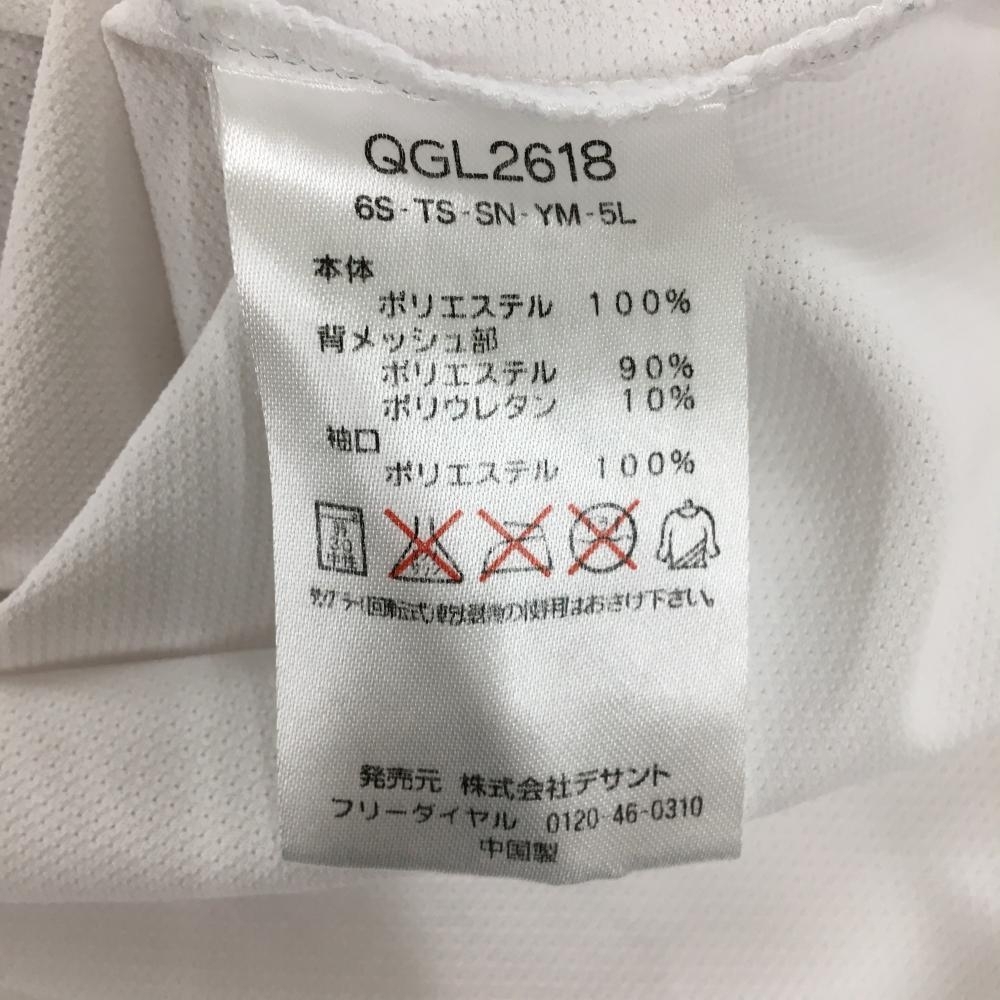 QGL2618
6S-TS-SN-YM-5L
本体
ポリエステル 100%
背メッシュ部
ポリエステル 90%
ポリウレタン 10%
袖口
ポリエステル 100%
30
中性
タンブラー(回転式)乾燥機の使用はおさけ下さい。
発売元 株式会社デサント
フリーダイヤル 0120-46-0310
中国製